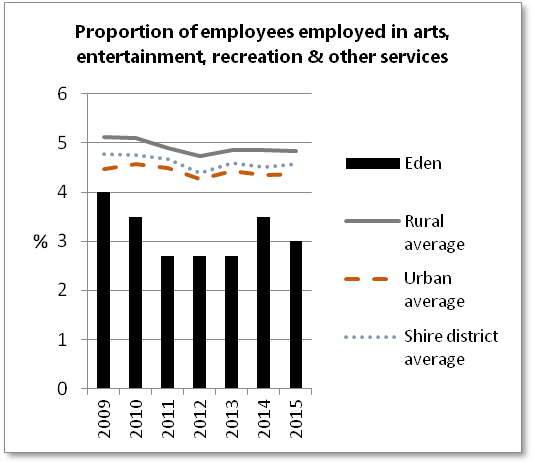 Proportion of employees employed in arts,
entertainment, recreation & other services
6
5
4
3
2
1
0
%
2009
2010
2011
2012
2013
2014
2015
Eden
Rural
average
Urban
average
Shire district
average